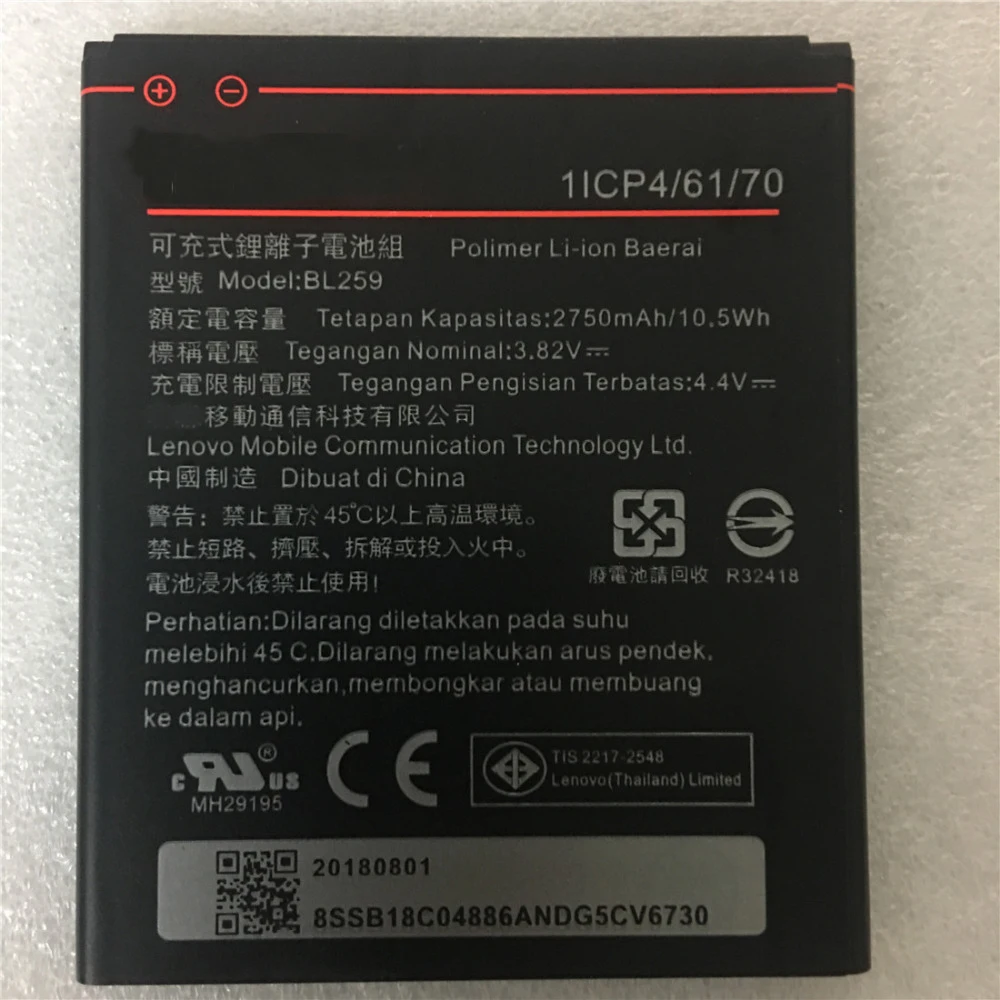 + -
1ICP4/61/70
可充式鋰離子電池組 Polimer Li-ion Baerai
型號 Model:BL259
額定電容量 Tetapan Kapasitas:2750mAh/10.5Wh
標稱電壓 Tegangan Nominal:3.82V⎓
充電限制電壓 Tegangan Pengisian Terbatas:4.4V⎓
移動通信科技有限公司
Lenovo Mobile Communication Technology Ltd.
中國制造 Dibuat di China
警告: 禁止置於 45℃以上高温環境。
禁止短路、擠壓、拆解或投入火中。
電池浸水後禁止使用!
廢電池請回收 R32418
Perhatian:Dilarang diletakkan pada suhu
melebihi 45 C.Dilarang melakukan arus pendek,
menghancurkan,membongkar atau membuang
ke dalam api.
c RU ® US
MH29195
CE
TIS 2217-2548
Lenovo(Thailand) Limited
20180801
8SSB18C04886ANDG5CV6730